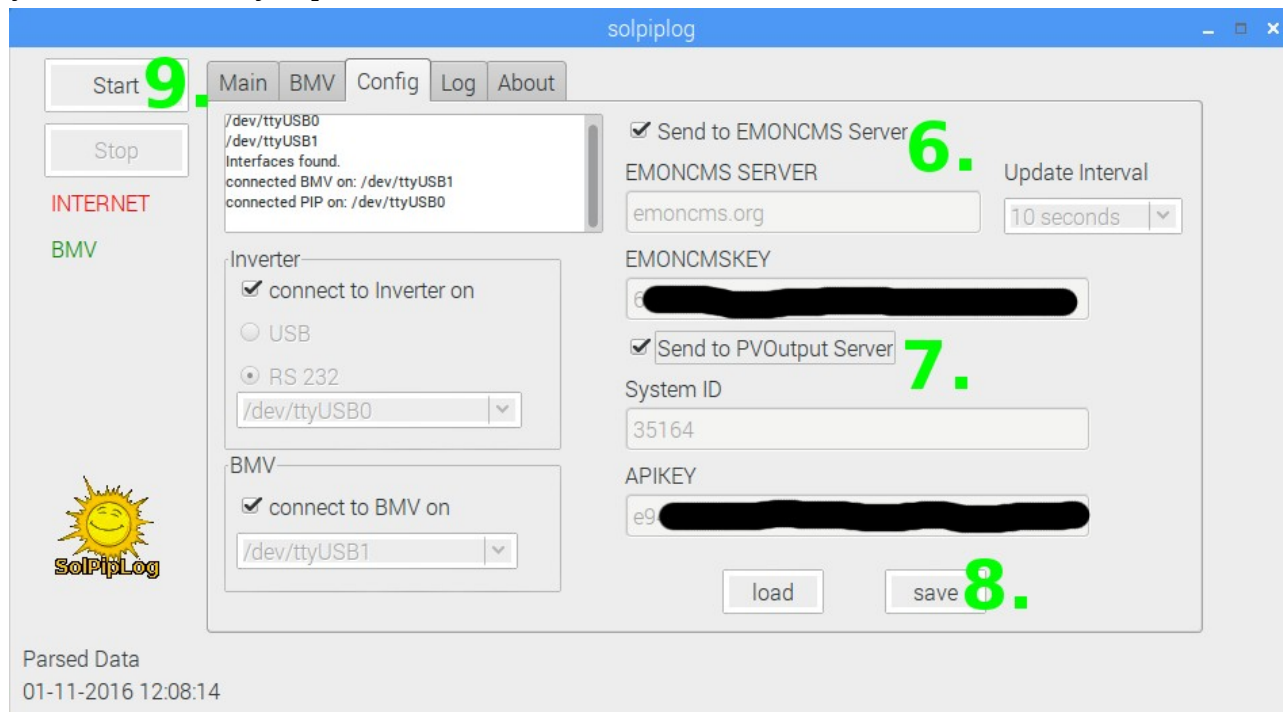 solpiplog
Start 9.
Stop
INTERNET
BMV
Main BMV Config Log About
/dev/ttyUSB0
/dev/ttyUSB1
Interfaces found.
connected BMV on: /dev/ttyUSB1
connected PIP on: /dev/ttyUSB0
Inverter
connect to Inverter on
USB
RS 232
/dev/ttyUSB0
BMV
connect to BMV on
/dev/ttyUSB1
Send to EMONCMS Server 6.
EMONCMS SERVER
emoncms.org
Update Interval
10 seconds
EMONCMSKEY
6
Send to PVOutput Server 7.
System ID
35164
APIKEY
e9
load
save 8.
SolPipLog
Parsed Data
01-11-2016 12:08:14